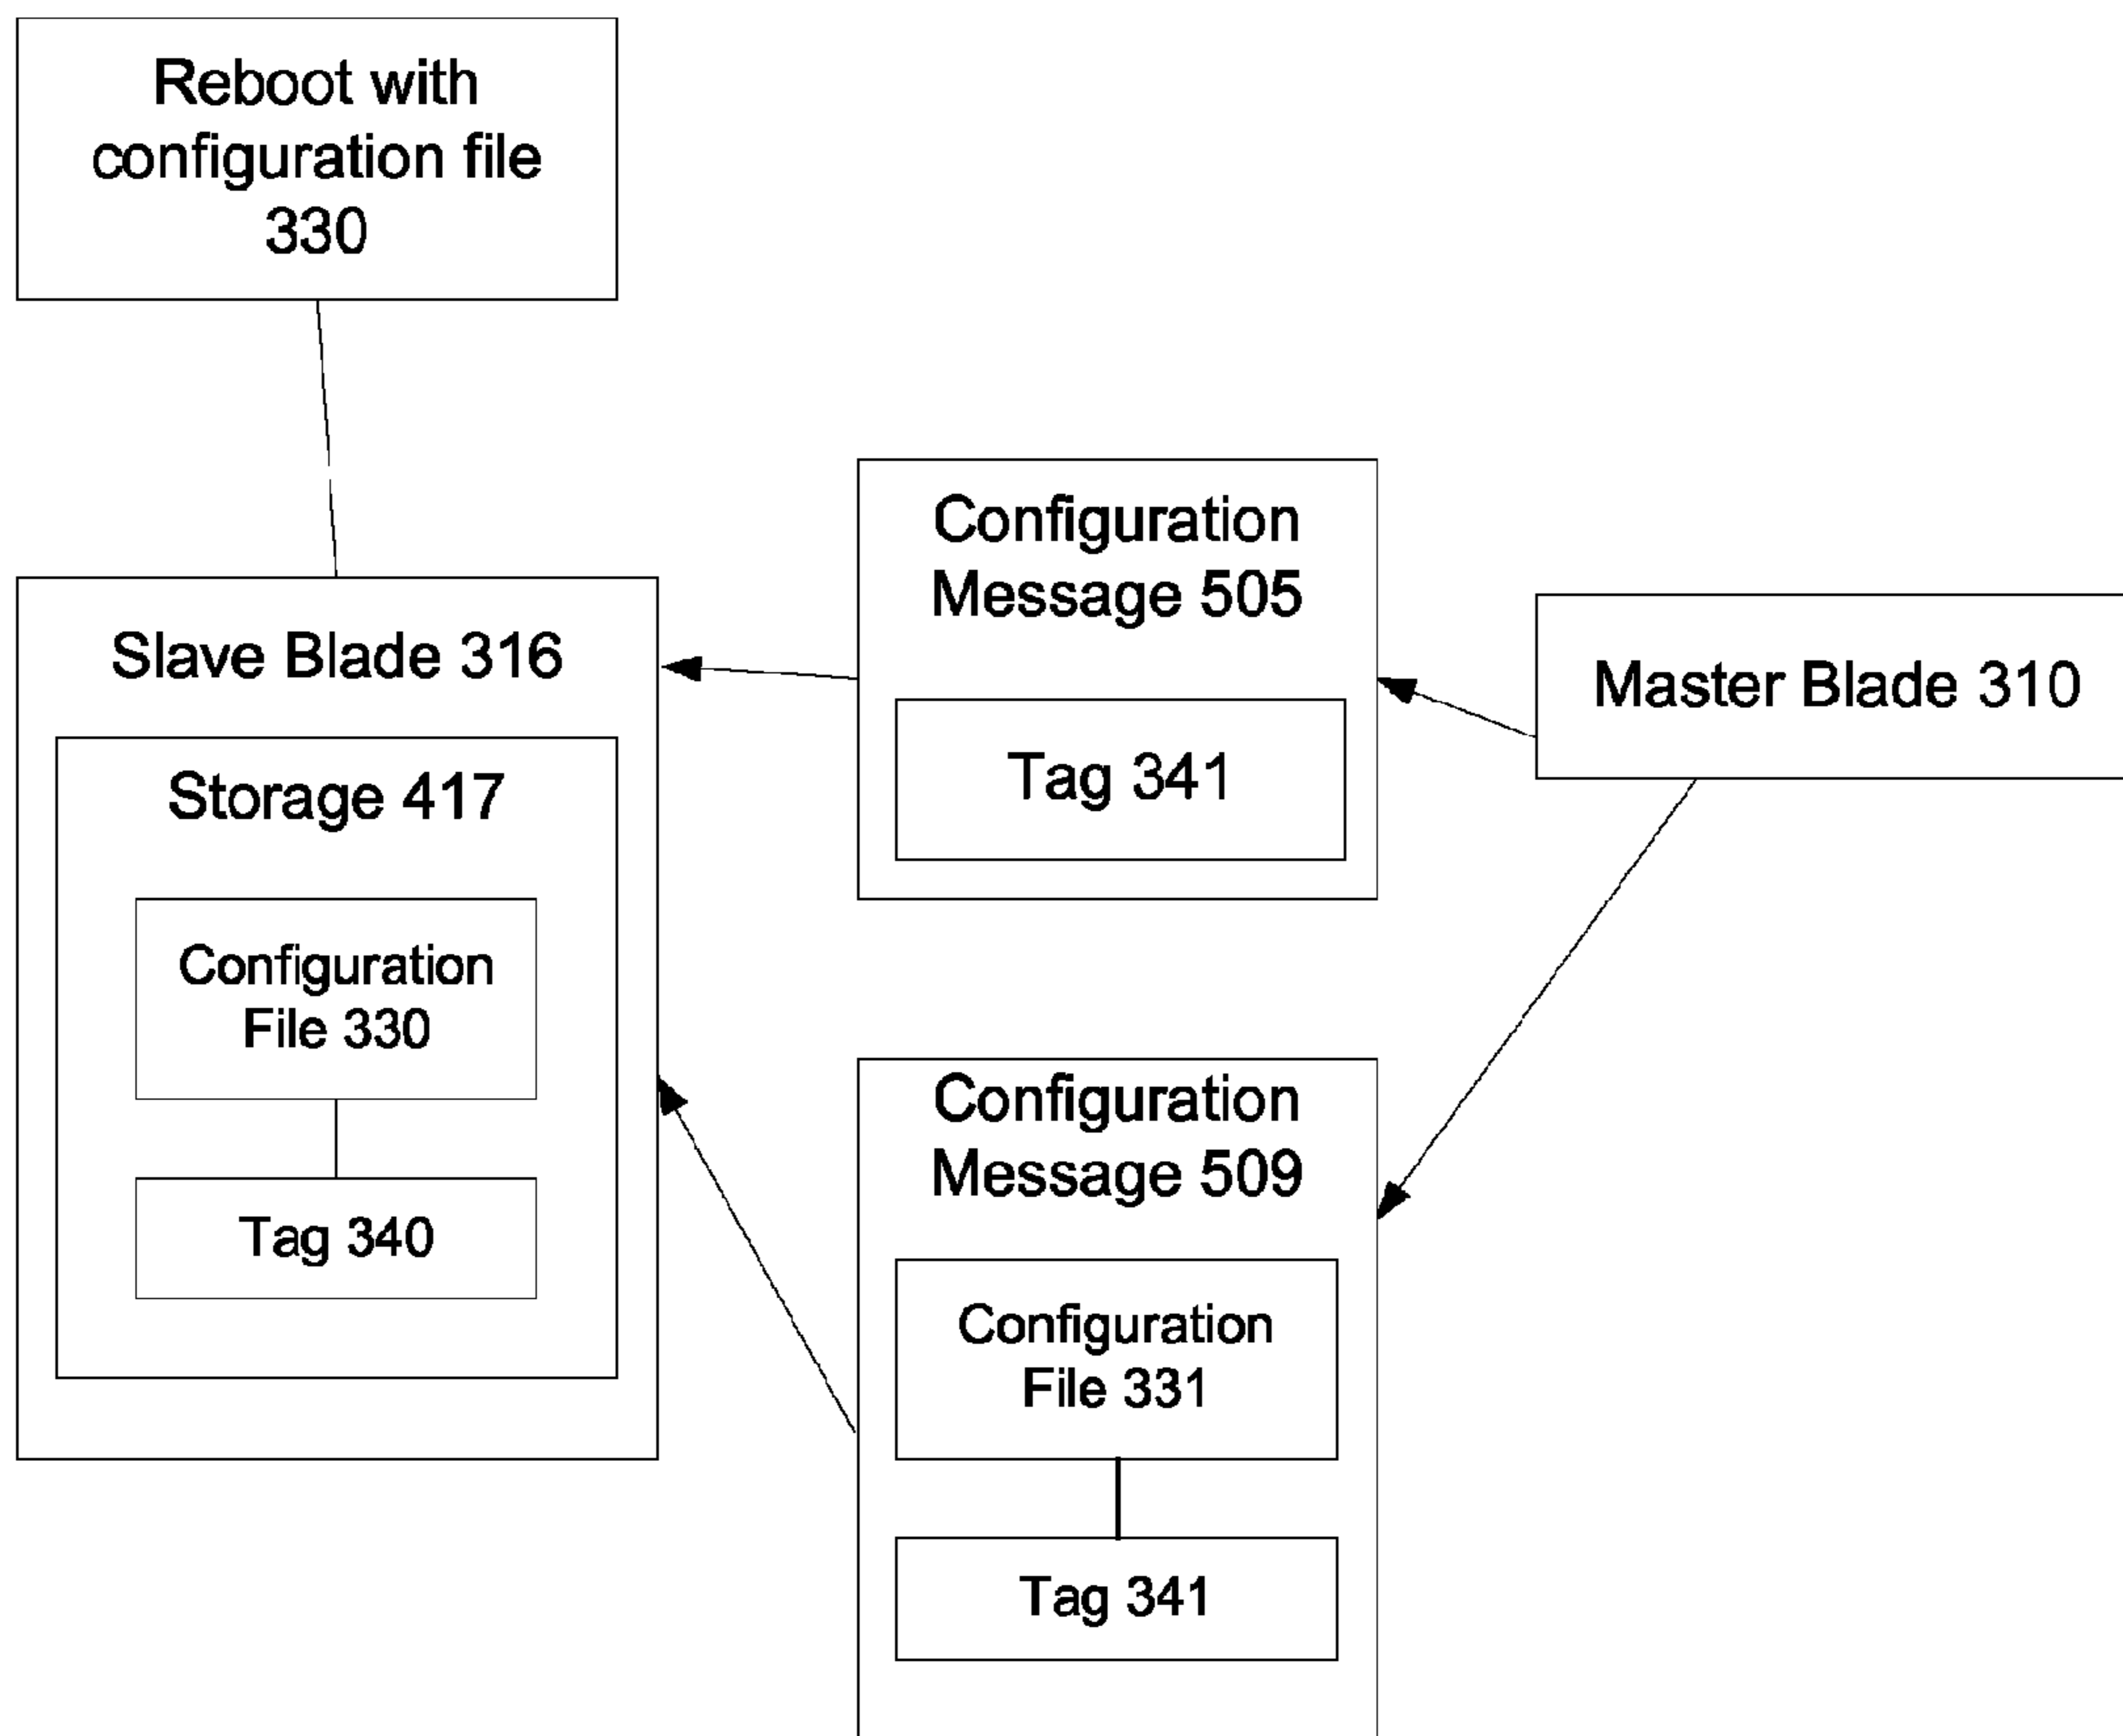 Reboot with
configuration file
330
Slave Blade 316
Storage 417
Configuration
File 330
Tag 340
Configuration
Message 505
Tag 341
Configuration
Message 509
Configuration
File 331
Tag 341
Master Blade 310